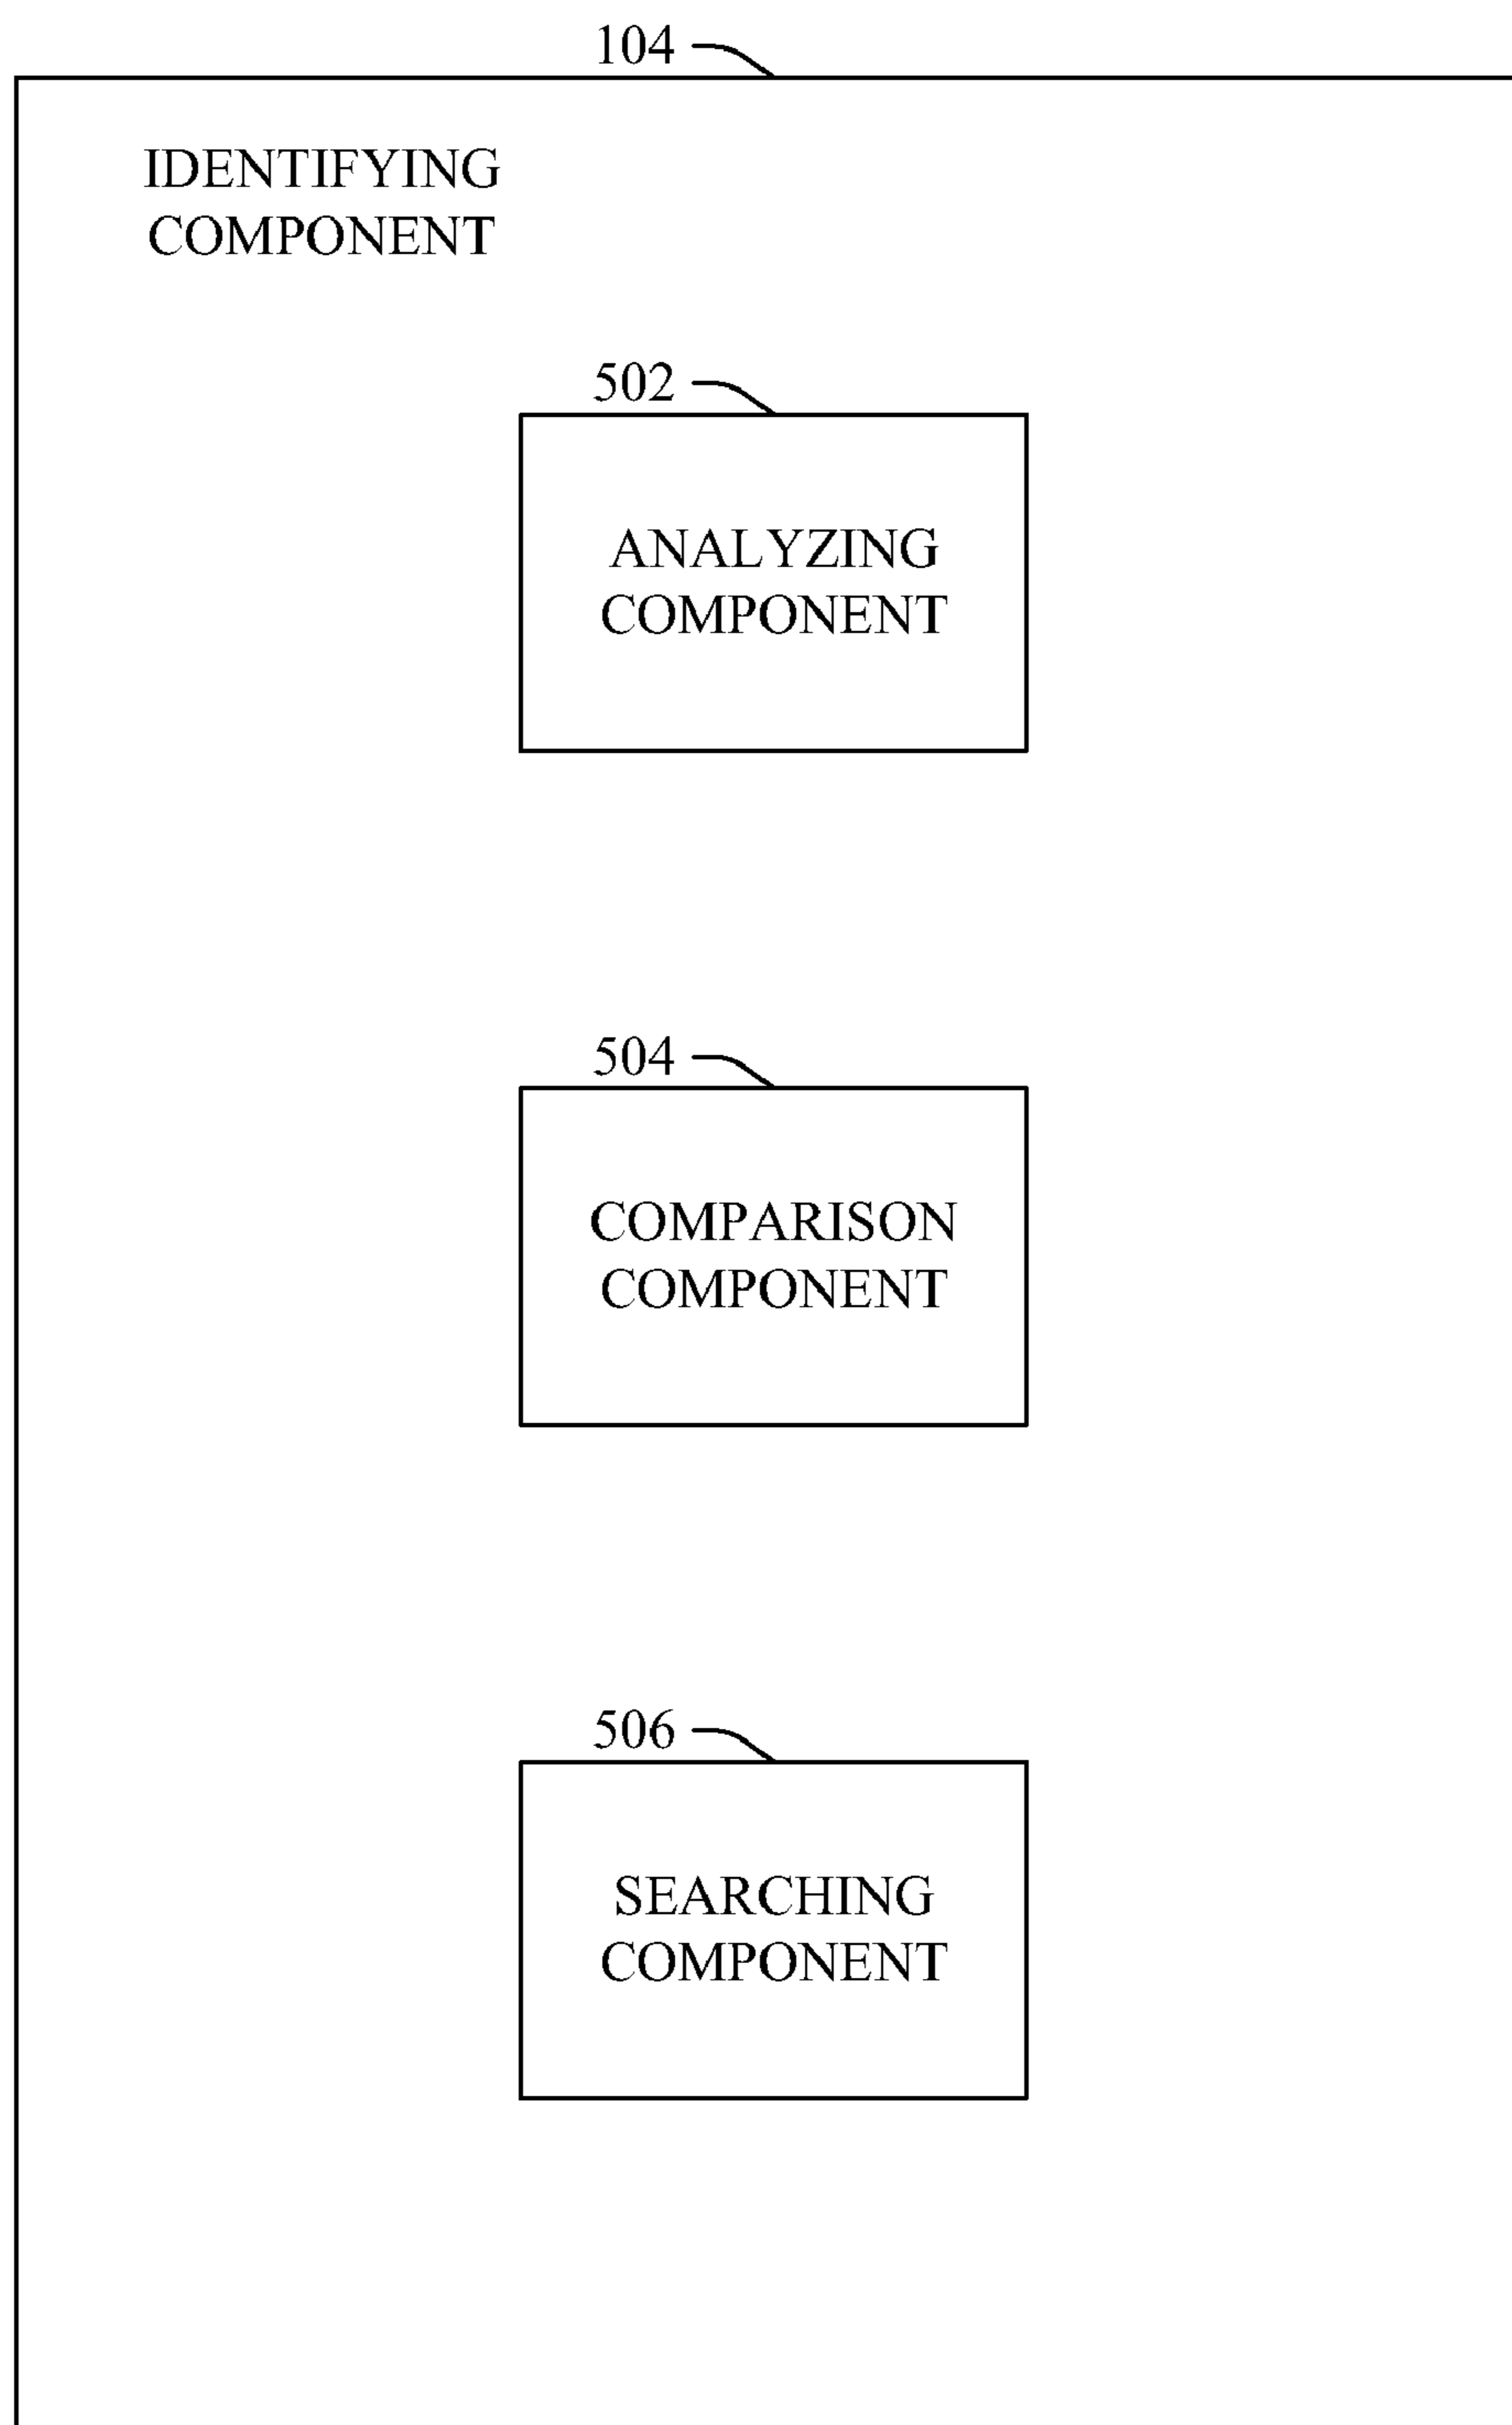 104
IDENTIFYING
COMPONENT
502
ANALYZING
COMPONENT
504
COMPARISON
COMPONENT
506
SEARCHING
COMPONENT